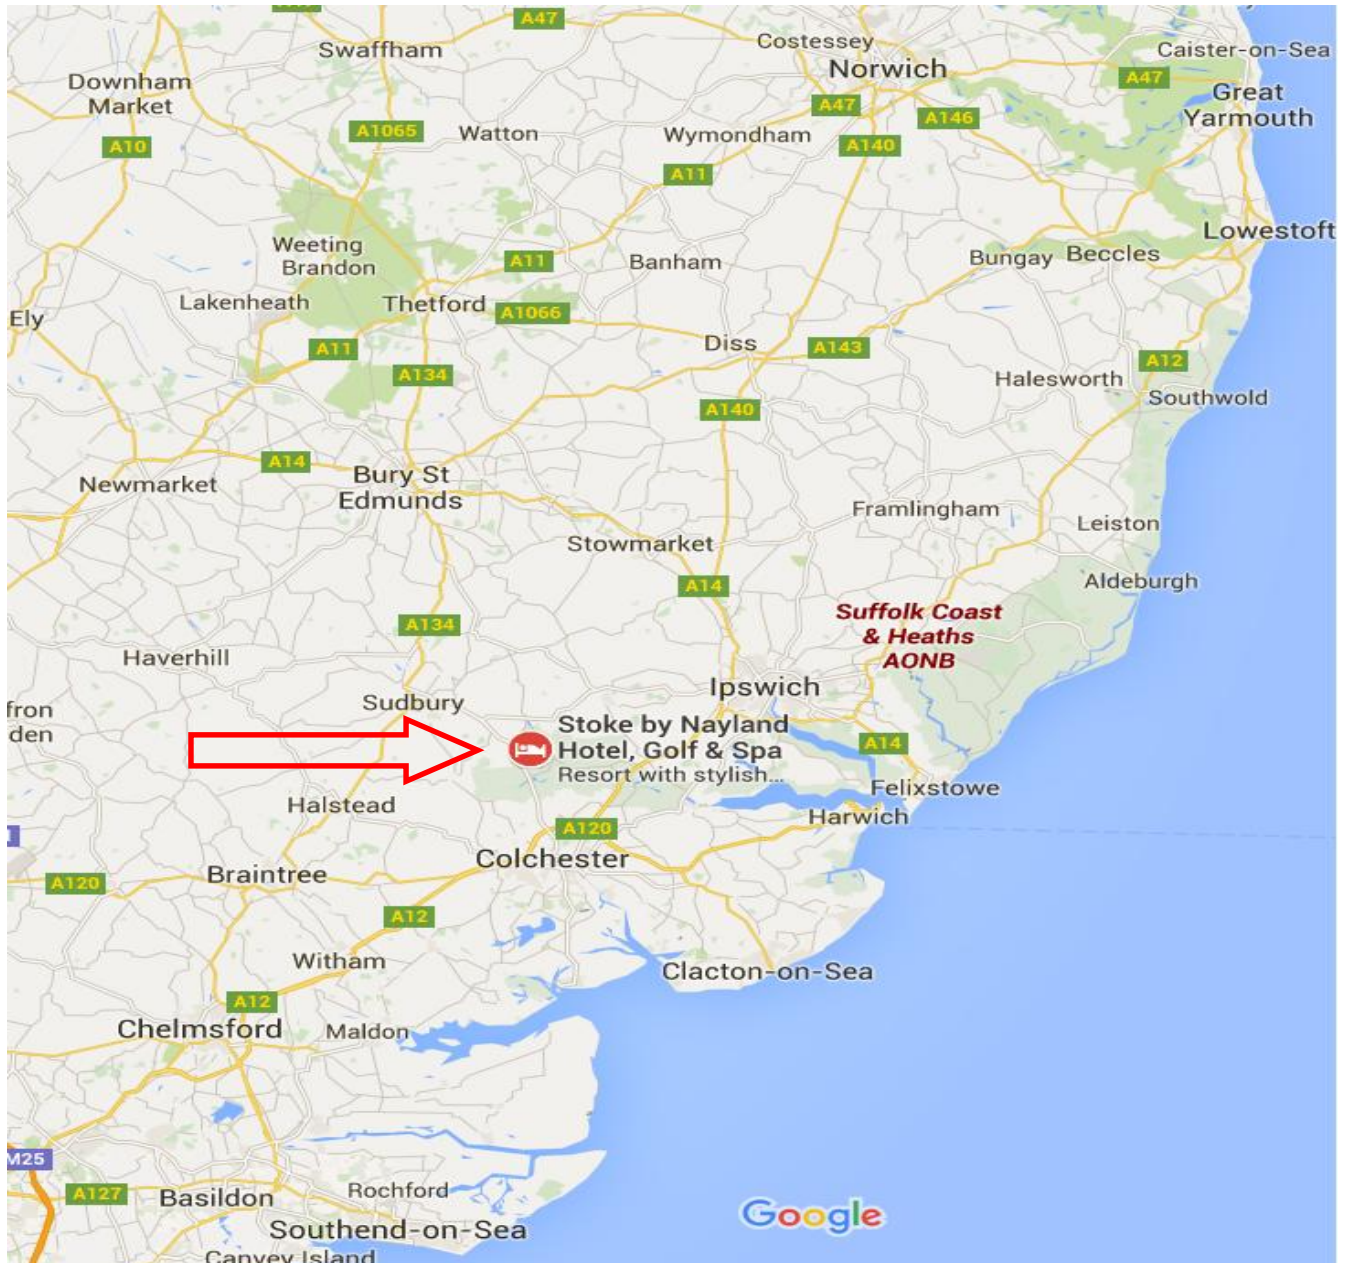 A47
Swaffham
Costessey
Norwich
Caister-on-Sea
Downham
Market
A47
Great
Yarmouth
A47
A146
A1065
Watton
Wymondham
A140
A10
A11
Weeting
Brandon
A11
Banham
Bungay
Beccles
Lowestoft
Lakenheath
Thetford
A1066
Ely
A11
Diss
A143
A134
Halesworth
A12
Southwold
A140
A14
Bury St
Edmunds
Newmarket
Framlingham
Leiston
Stowmarket
A14
Aldeburgh
Suffolk Coast
& Heaths
AONB
A134
Haverhill
Ipswich
Sudbury
fron
den
Stoke by Nayland
Hotel, Golf & Spa
Resort with stylish...
A14
Felixstowe
Halstead
Harwich
A120
Colchester
Braintree
A120
A12
Witham
Clacton-on-Sea
A12
Chelmsford
Maldon
M25
A127
Basildon
Rochford
Southend-on-Sea
Canvey Island
Google